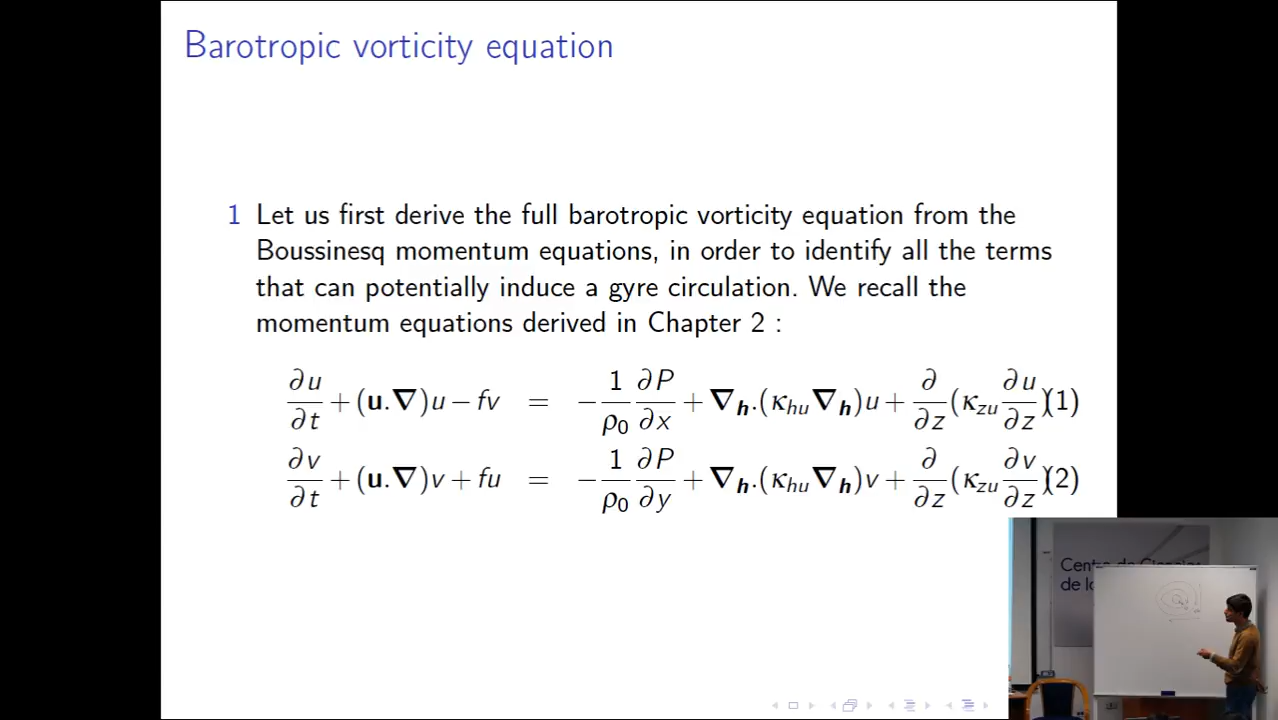 Barotropic vorticity equation
1 Let us first derive the full barotropic vorticity equation from the
Boussinesq momentum equations, in order to identify all the terms
that can potentially induce a gyre circulation. We recall the
momentum equations derived in Chapter 2 :
∂u/∂t + (u.∇)u − fv = − 1/ρ0 ∂P/∂x + ∇h.(κhu∇h)u + ∂/∂z(κzu ∂u/∂z) (1)
∂v/∂t + (u.∇)v + fu = − 1/ρ0 ∂P/∂y + ∇h.(κhu∇h)v + ∂/∂z(κzu ∂v/∂z) (2)